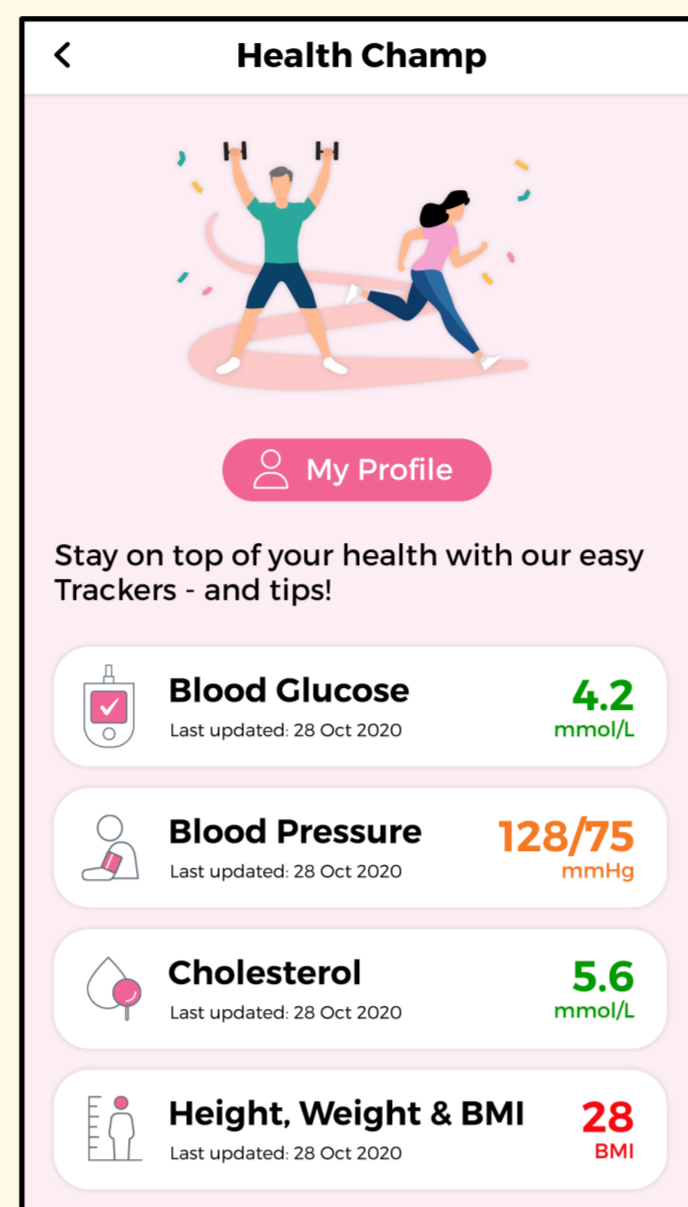 Health Champ
My Profile
Stay on top of your health with our easy
Trackers - and tips!
Blood Glucose
Last updated: 28 Oct 2020
4.2
mmol/L
Blood Pressure
Last updated: 28 Oct 2020
128/75
mmHg
Cholesterol
Last updated: 28 Oct 2020
5.6
mmol/L
Height, Weight & BMI
Last updated: 28 Oct 2020
28
BMI